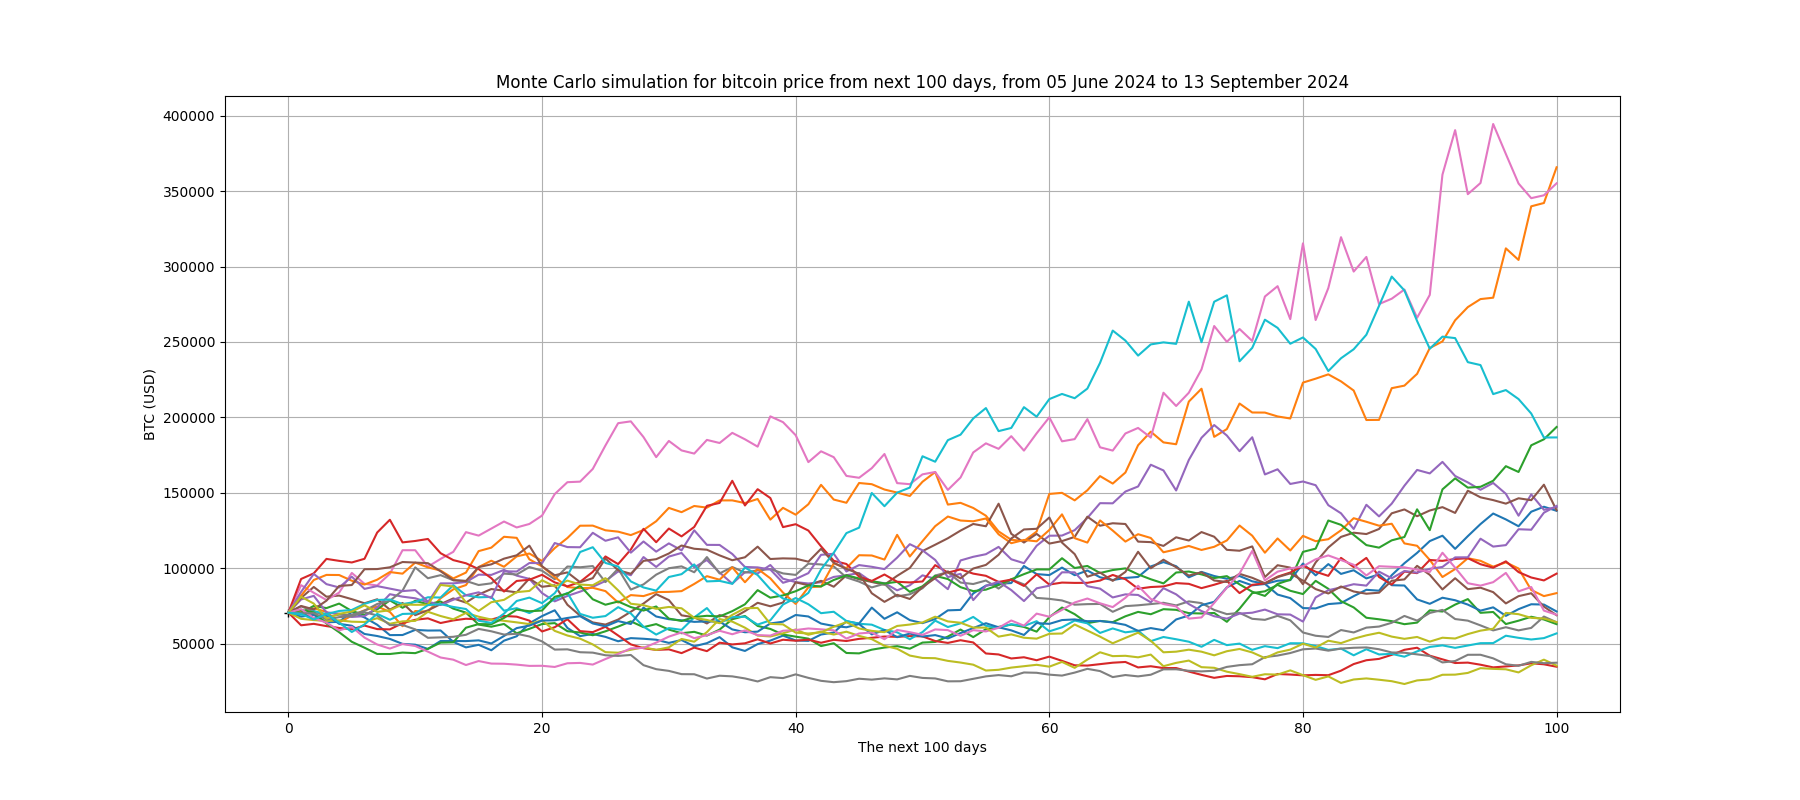 Monte Carlo simulation for bitcoin price from next 100 days, from 05 June 2024 to 13 September 2024
400000
350000
300000
250000
200000
150000
100000
50000
BTC (USD)
0 20 40 60 80 100
The next 100 days